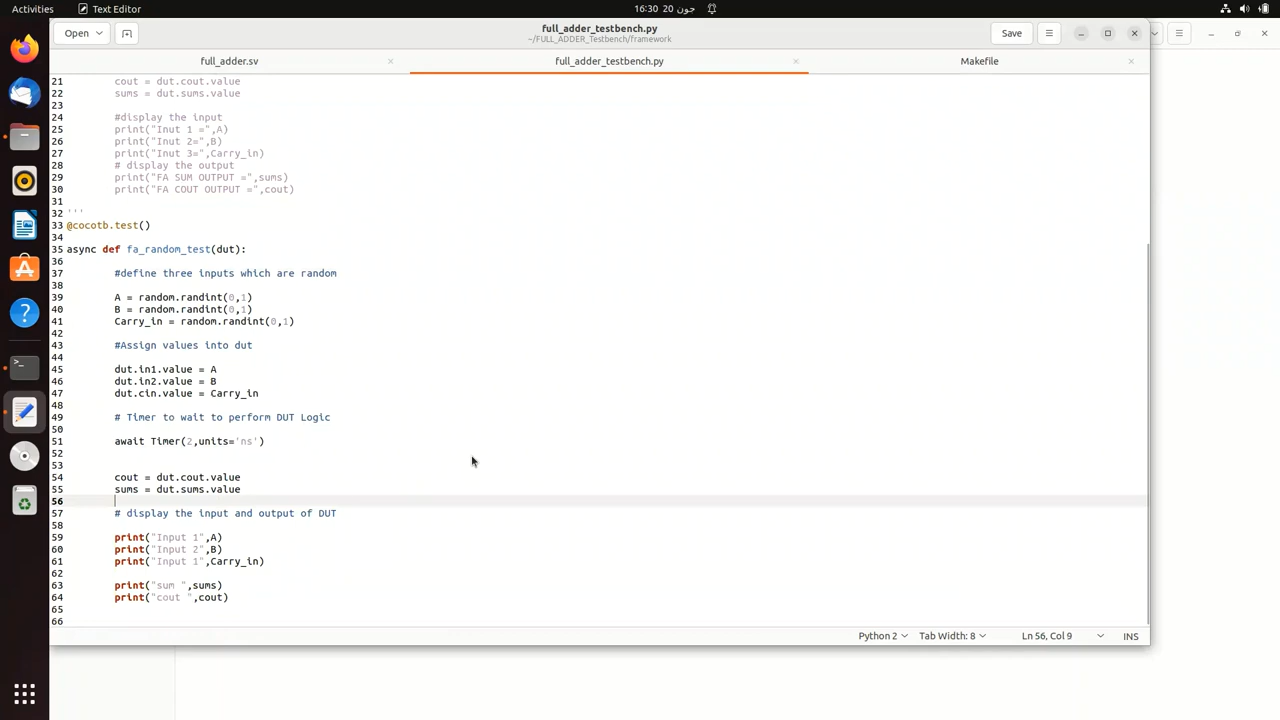 Activities
Text Editor
16:30 20 جون
Open
full_adder_testbench.py
~/FULL_ADDER_Testbench/framework
Save
full_adder.sv
full_adder_testbench.py
Makefile
21 cout = dut.cout.value
22 sums = dut.sums.value
23
24 #display the input
25 print("Inut 1 =",A)
26 print("Inut 2=",B)
27 print("Inut 3=",Carry_in)
28 # display the output
29 print("FA SUM OUTPUT =",sums)
30 print("FA COUT OUTPUT =",cout)
31
32 '''
33 @cocotb.test()
34
35 async def fa_random_test(dut):
36
37 #define three inputs which are random
38
39 A = random.randint(0,1)
40 B = random.randint(0,1)
41 Carry_in = random.randint(0,1)
42
43 #Assign values into dut
44
45 dut.in1.value = A
46 dut.in2.value = B
47 dut.cin.value = Carry_in
48
49 # Timer to wait to perform DUT Logic
50
51 await Timer(2,units='ns')
52
53
54 cout = dut.cout.value
55 sums = dut.sums.value
56
57 # display the input and output of DUT
58
59 print("Input 1",A)
60 print("Input 2",B)
61 print("Input 1",Carry_in)
62
63 print("sum ",sums)
64 print("cout ",cout)
65
66
Python 2
Tab Width: 8
Ln 56, Col 9
INS